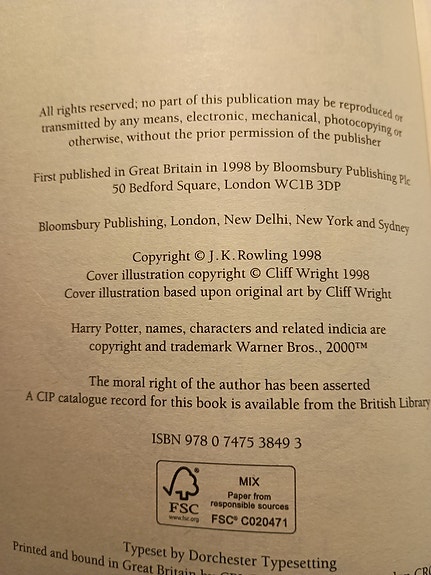 All rights reserved; no part of this publication may be reproduced or
transmitted by any means, electronic, mechanical, photocopying or
otherwise, without the prior permission of the publisher
First published in Great Britain in 1998 by Bloomsbury Publishing Plc
50 Bedford Square, London WC1B 3DP
Bloomsbury Publishing, London, New Delhi, New York and Sydney
Copyright © J.K. Rowling 1998
Cover illustration copyright © Cliff Wright 1998
Cover illustration based upon original art by Cliff Wright
Harry Potter, names, characters and related indicia are
copyright and trademark Warner Bros., 2000™
The moral right of the author has been asserted
A CIP catalogue record for this book is available from the British Library
ISBN 978 0 7475 3849 3
FSC
www.fsc.org
MIX
Paper from
responsible sources
FSC® C020471
Typeset by Dorchester Typesetting
Printed and bound in Great Britain by